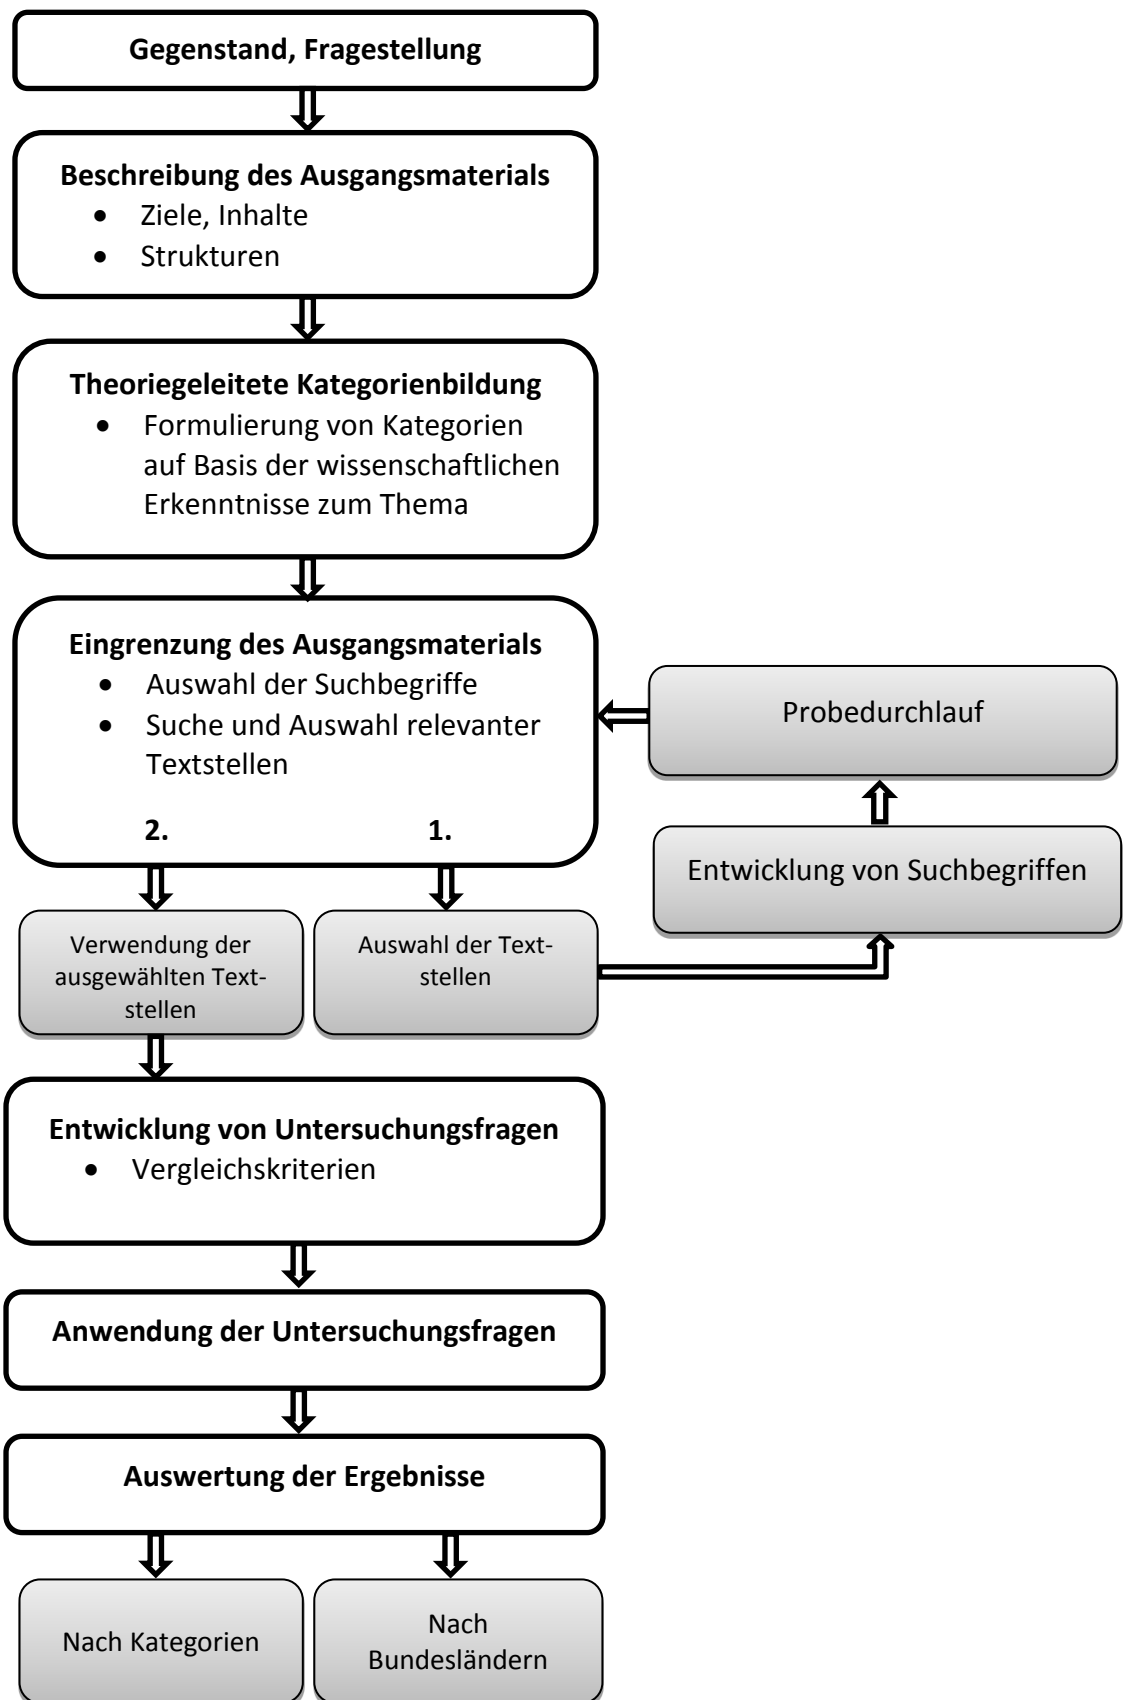 Gegenstand, Fragestellung
Beschreibung des Ausgangsmaterials
• Ziele, Inhalte
• Strukturen
Theoriegeleitete Kategorienbildung
• Formulierung von Kategorien
auf Basis der wissenschaftlichen
Erkenntnisse zum Thema
Eingrenzung des Ausgangsmaterials
• Auswahl der Suchbegriffe
• Suche und Auswahl relevanter
Textstellen
2. 1.
Probedurchlauf
Entwicklung von Suchbegriffen
Verwendung der
ausgewählten Text-
stellen
Auswahl der Text-
stellen
Entwicklung von Untersuchungsfragen
• Vergleichskriterien
Anwendung der Untersuchungsfragen
Auswertung der Ergebnisse
Nach Kategorien
Nach
Bundesländern